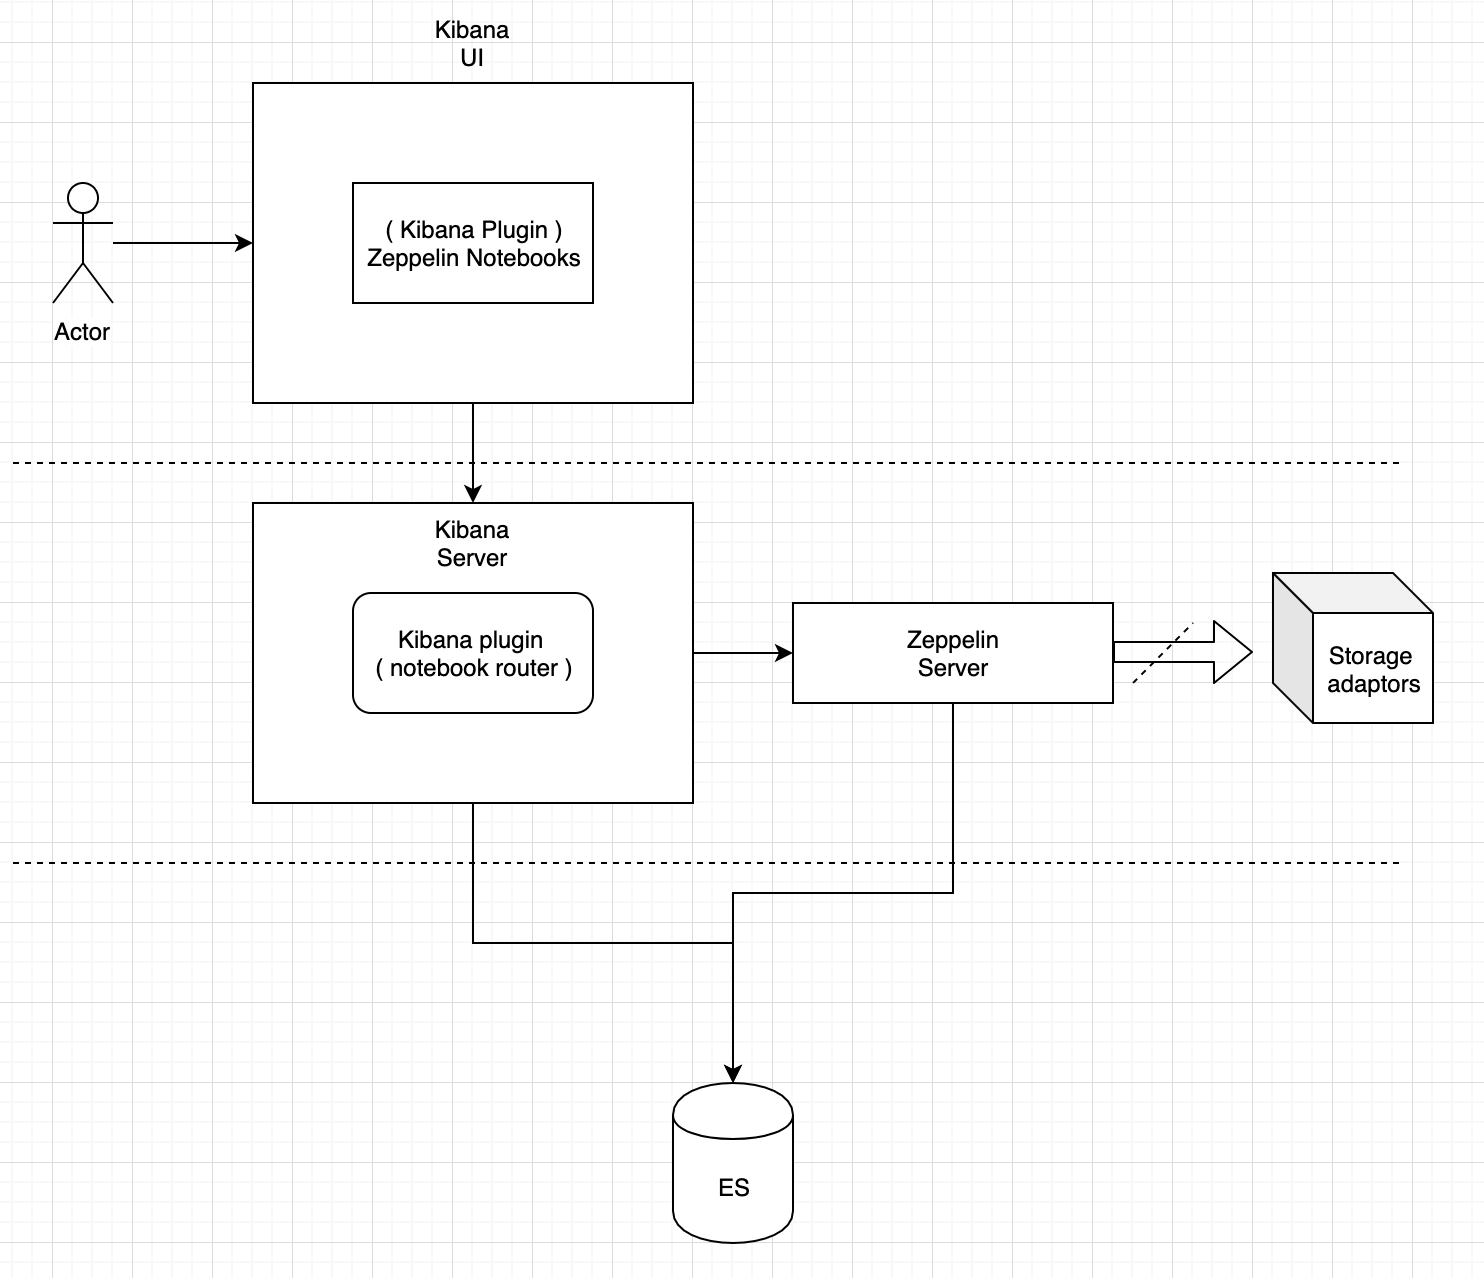 Kibana
UI
( Kibana Plugin )
Zeppelin Notebooks
Actor
Kibana
Server
Kibana plugin
( notebook router )
Zeppelin
Server
Storage
adaptors
ES